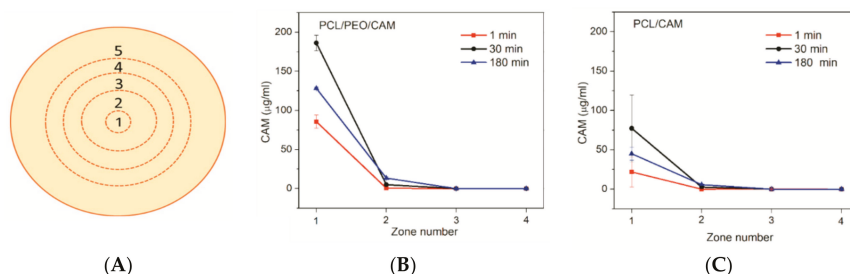 5
4
3
2
1
(A)
PCL/PEO/CAM
1 min
30 min
180 min
CAM (µg/ml)
200
150
100
50
0
1 2 3 4
Zone number
(B)
PCL/CAM
1 min
30 min
180 min
CAM (µg/ml)
200
150
100
50
0
1 2 3 4
Zone number
(C)